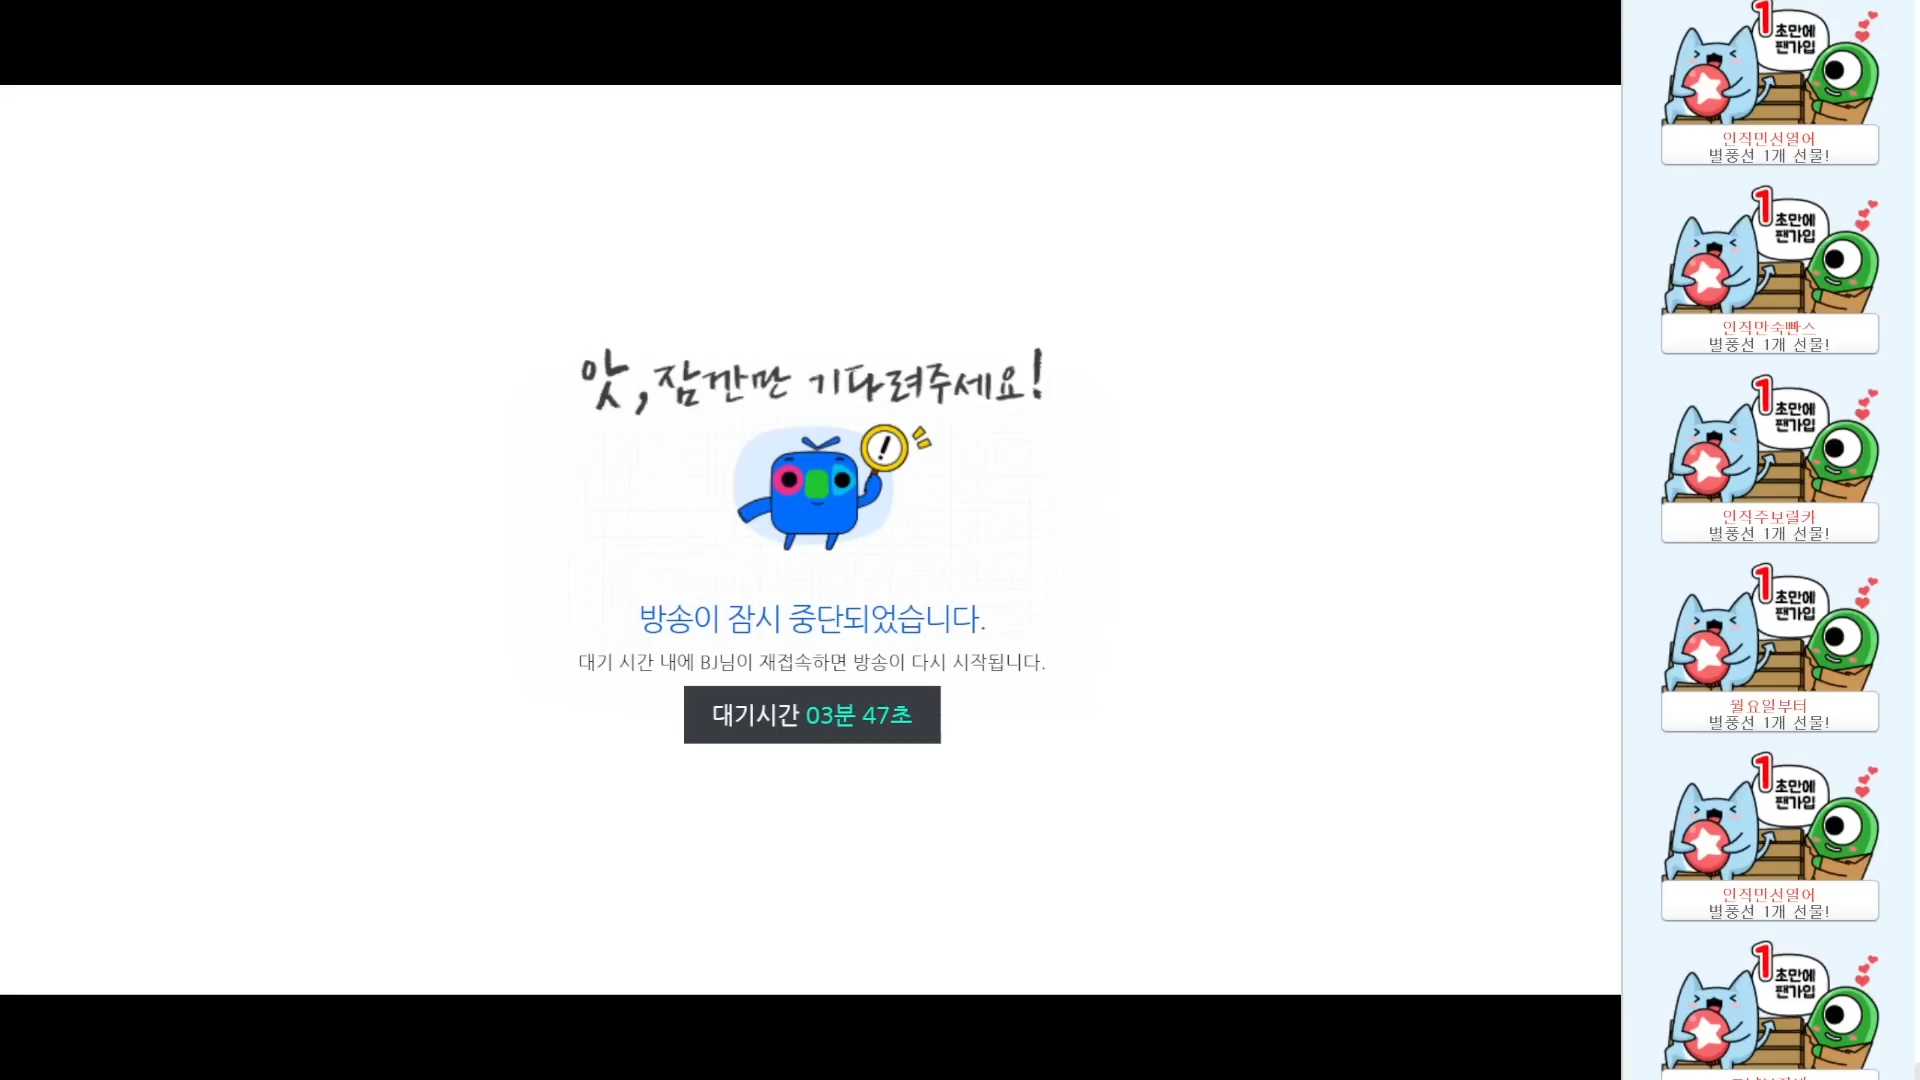 앗, 잠깐만 기다려주세요!
!
방송이 잠시 중단되었습니다.
대기 시간 내에 BJ님이 재접속하면 방송이 다시 시작됩니다.
대기시간 03분 47초
1
초만에
팬가입
인직민선열어
별풍선 1개 선물!
1
초만에
팬가입
인직만숙빤스
별풍선 1개 선물!
1
초만에
팬가입
인직주보릴카
별풍선 1개 선물!
1
초만에
팬가입
월요일부터
별풍선 1개 선물!
1
초만에
팬가입
인직민선열어
별풍선 1개 선물!
1
초만에
팬가입